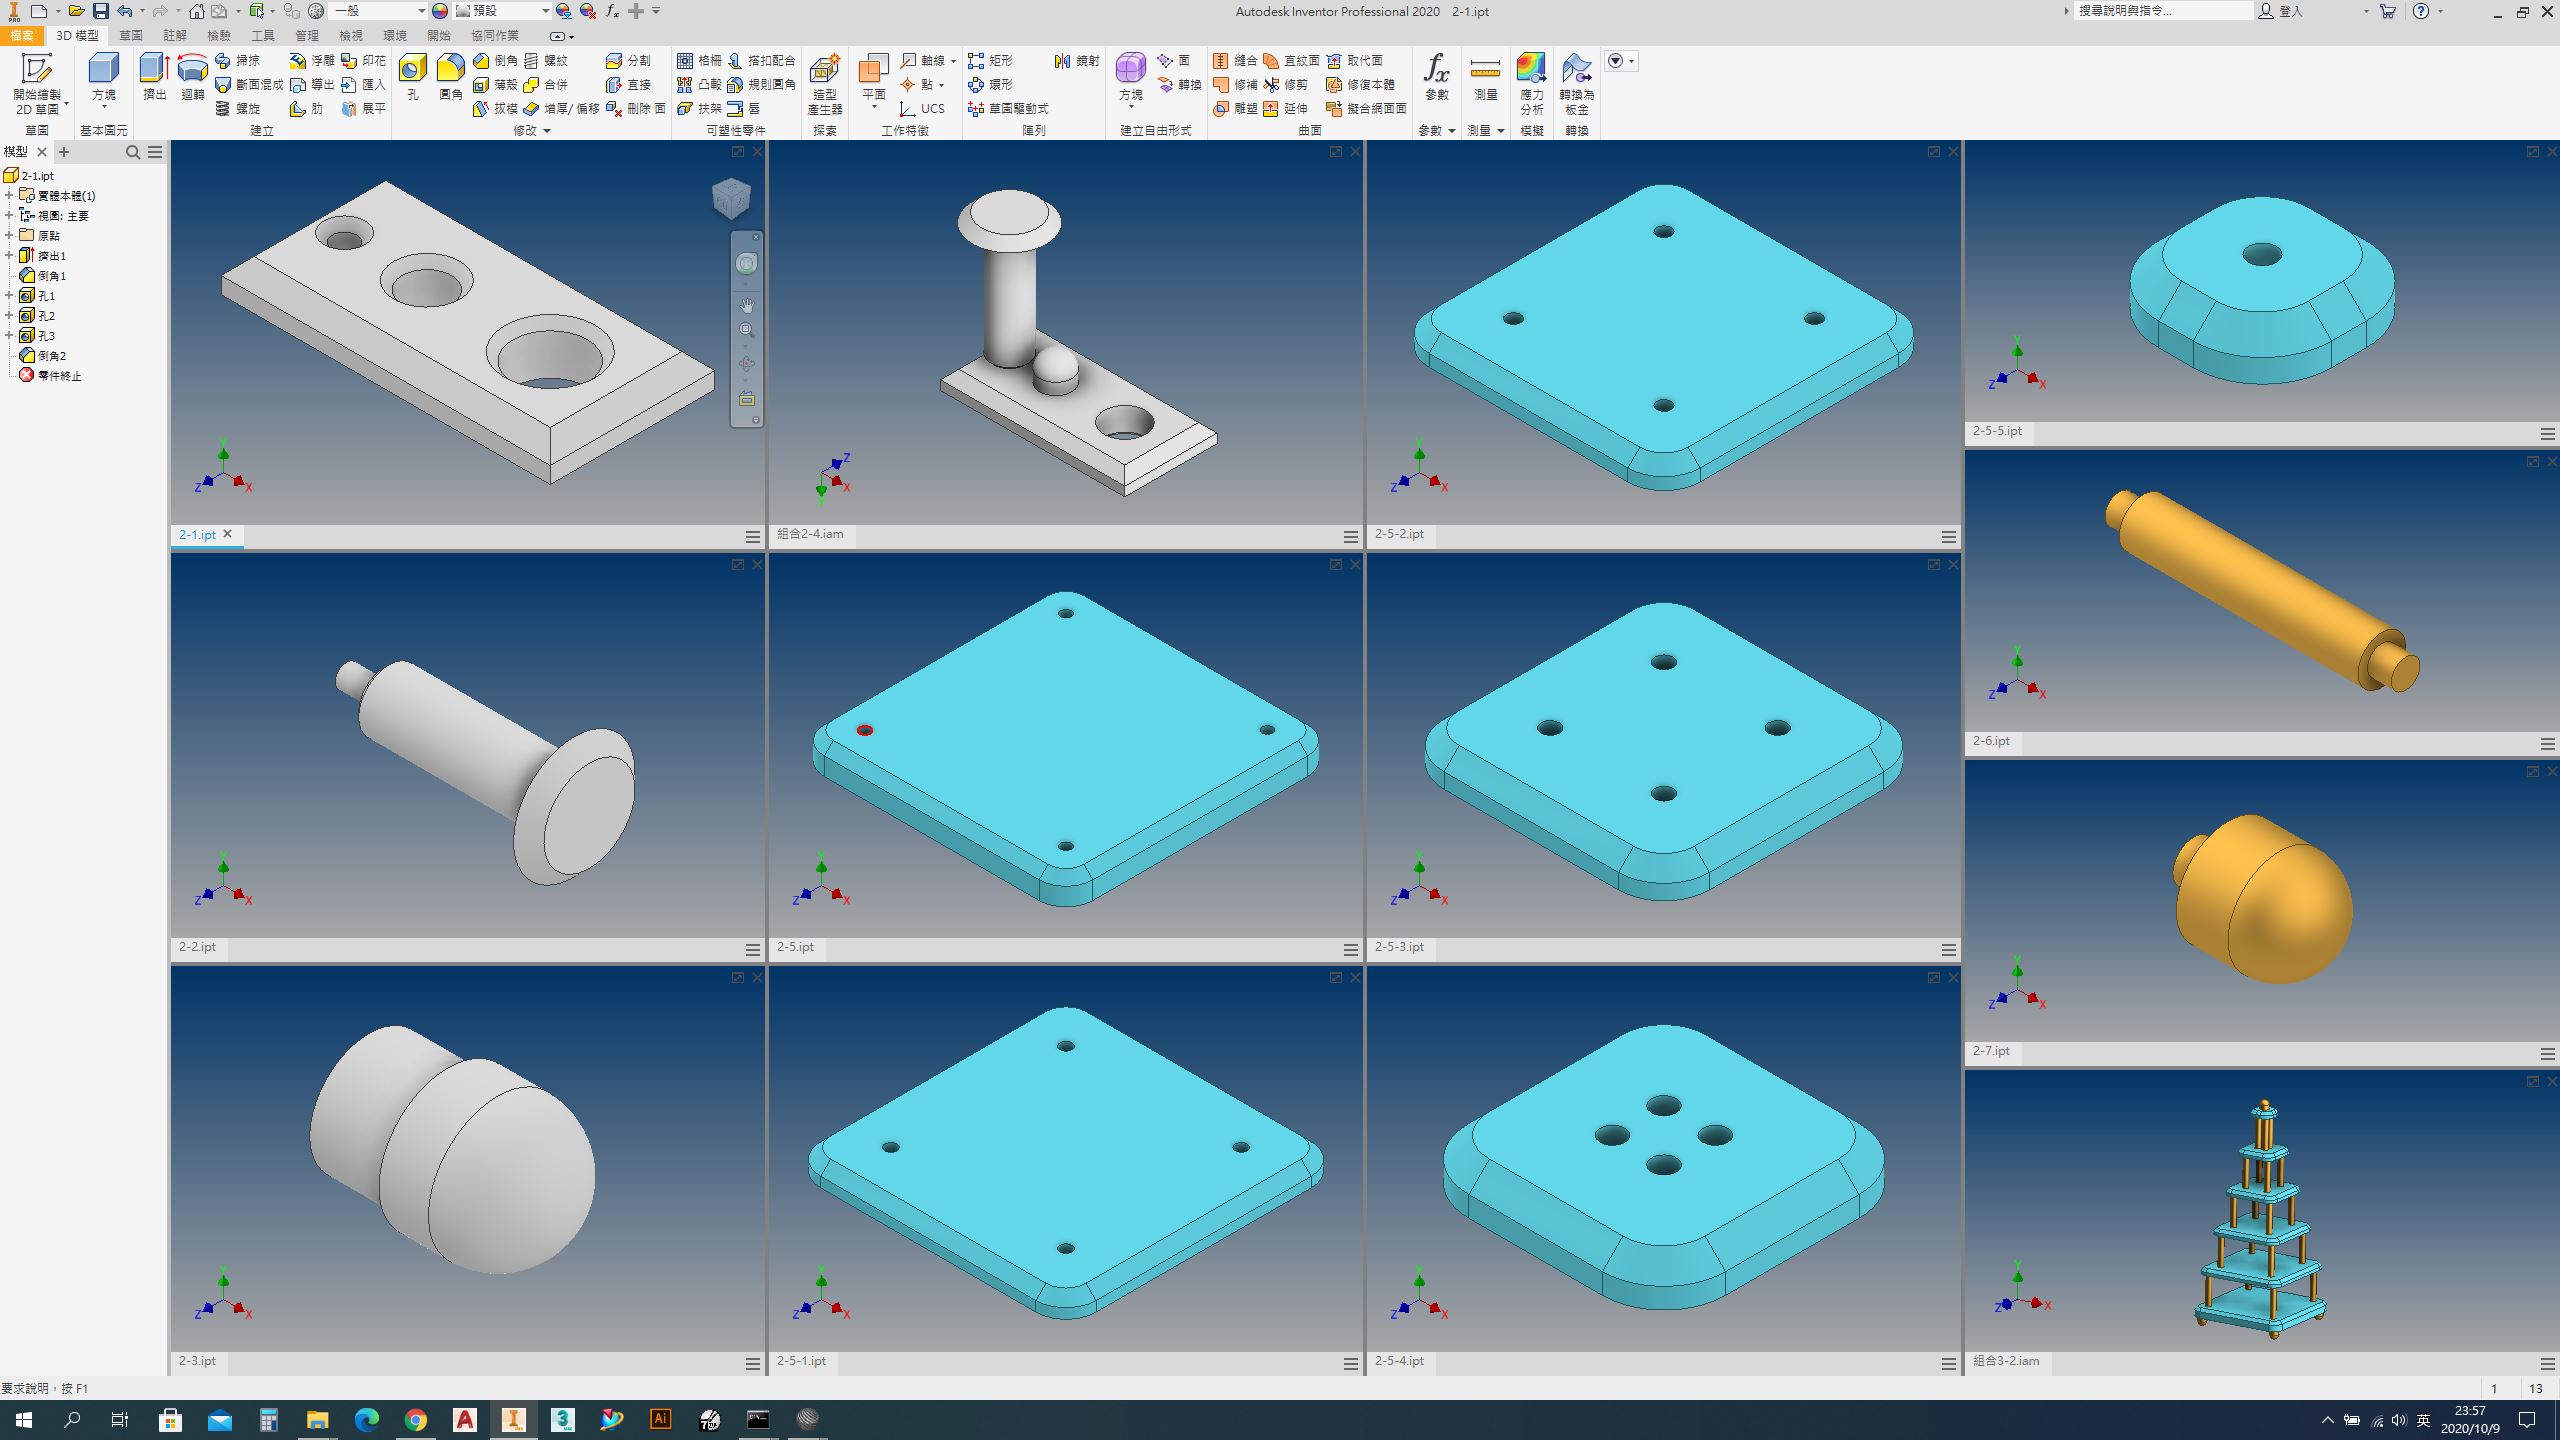 一般
預設
Autodesk Inventor Professional 2020 2-1.ipt
搜尋說明與指令...
登入
檔案 3D 模型 草圖 註解 檢驗 工具 管理 檢視 環境 開始 協同作業
開始繪製
2D 草圖
草圖
方塊
基本圖元
擠出
迴轉
掃掠
斷面混成
螺旋
浮雕
導出
肋
印花
匯入
展平
建立
孔
圓角
倒角
薄殼
拔模
螺紋
合併
增厚/偏移
分割
直接
刪除 面
修改
格柵
凸轂
扶架
搭扣配合
規則圓角
唇
可塑性零件
造型
產生器
探索
平面
軸線
點
UCS
工作特徵
矩形
環形
草圖驅動式
鏡射
陣列
方塊
面
轉換
建立自由形式
縫合
修補
雕塑
直紋面
修剪
延伸
取代面
修復本體
擬合網面面
曲面
fx
參數
參數
測量
測量
應力
分析
模擬
轉換為
板金
轉換
模型
2-1.ipt
實體本體(1)
視圖: 主要
原點
擠出1
倒角1
孔1
孔2
孔3
倒角2
零件終止
Y
Z
X
2-1.ipt
Z
X
Y
組合2-4.iam
Y
Z
X
2-5-2.ipt
Y
Z
X
2-5-5.ipt
Y
Z
X
2-2.ipt
Y
Z
X
2-5.ipt
Y
Z
X
2-5-3.ipt
Y
Z
X
2-6.ipt
Y
Z
X
2-7.ipt
Y
Z
X
2-3.ipt
Y
Z
X
2-5-1.ipt
Y
Z
X
2-5-4.ipt
Y
Z
X
組合3-2.iam
要求說明，按 F1
1 13
英
23:57
2020/10/9